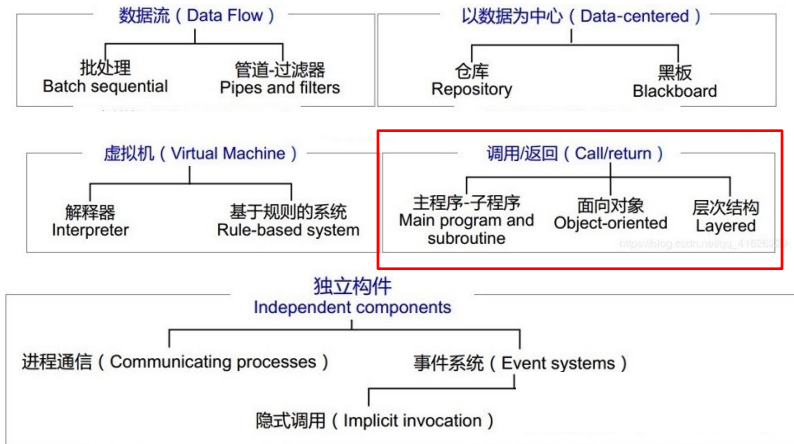 数据流（Data Flow）
以数据为中心（Data-centered）
批处理
Batch sequential
管道-过滤器
Pipes and filters
仓库
Repository
黑板
Blackboard
虚拟机（Virtual Machine）
调用/返回（Call/return）
解释器
Interpreter
基于规则的系统
Rule-based system
主程序-子程序
Main program and
subroutine
面向对象
Object-oriented
层次结构
Layered
独立构件
Independent components
进程通信（Communicating processes）
事件系统（Event systems）
隐式调用（Implicit invocation）